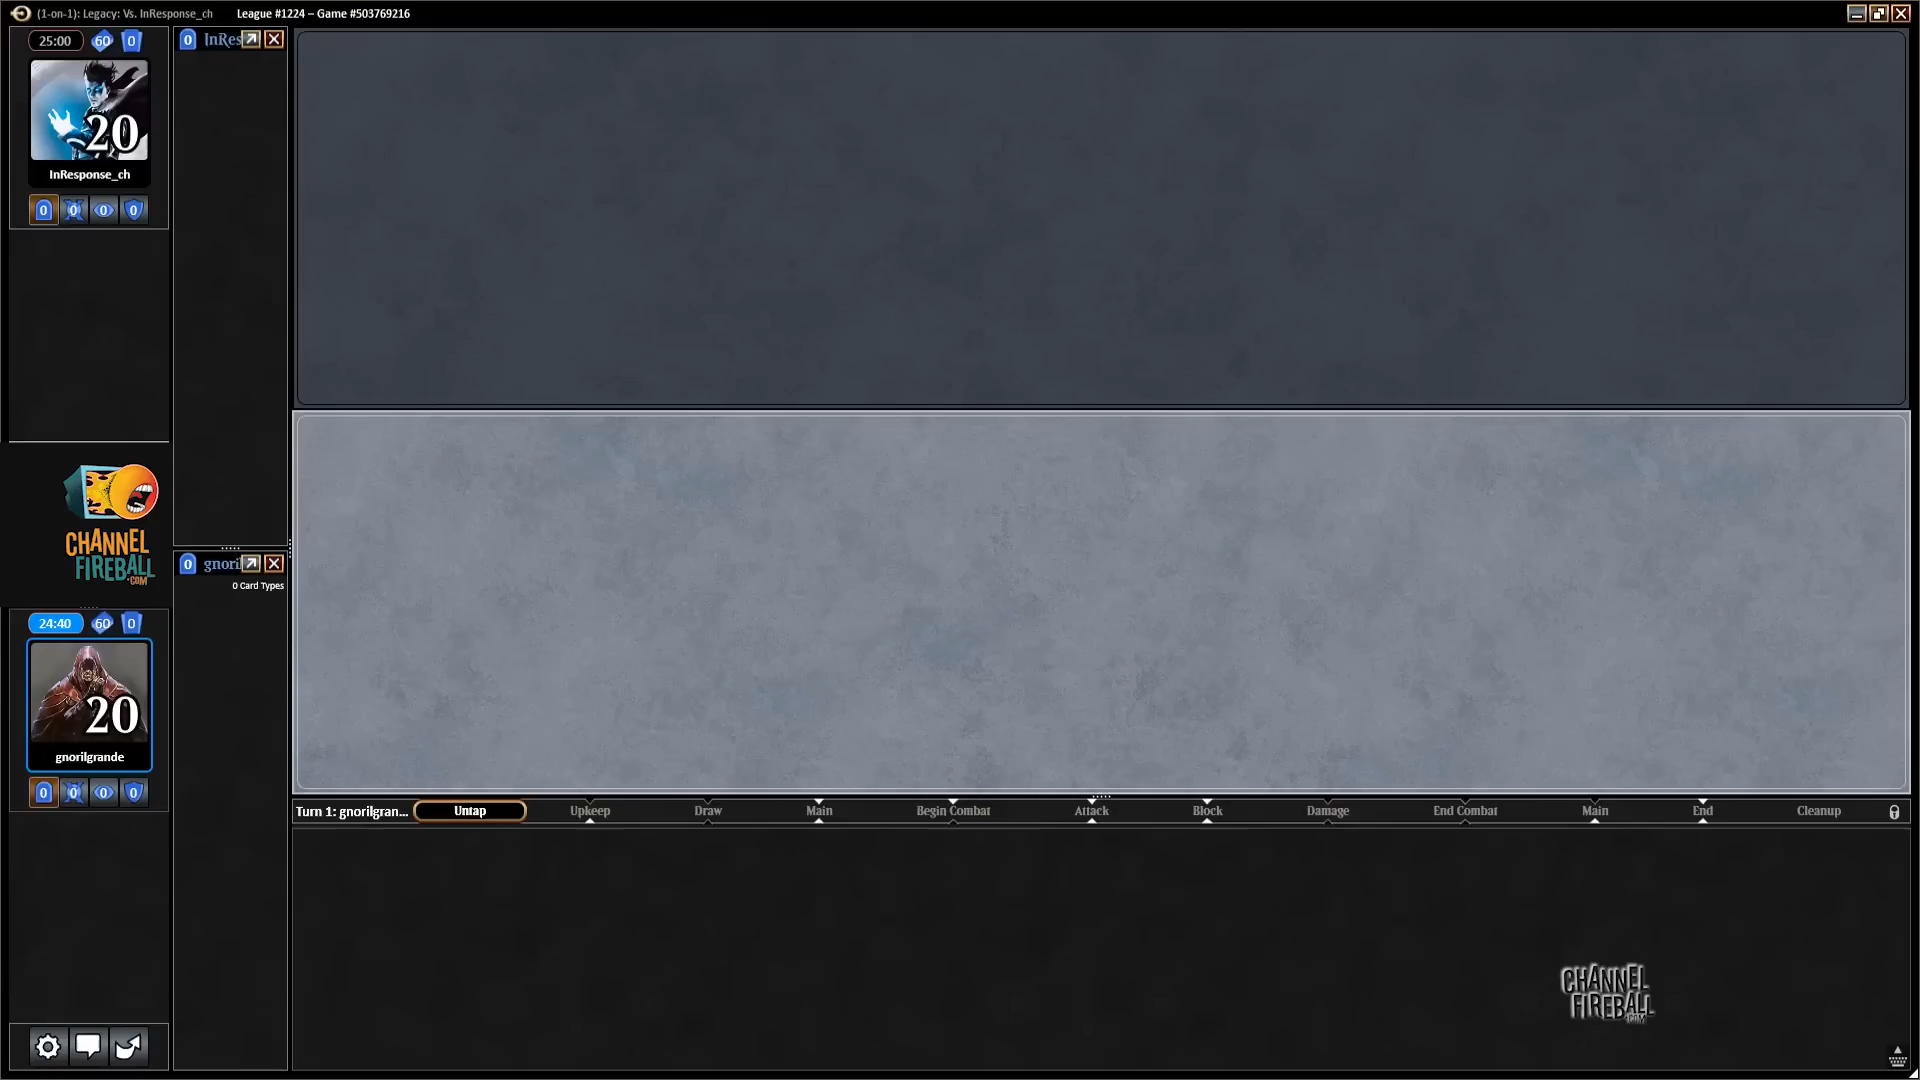 (1-on-1): Legacy: Vs. InResponse_ch League #1224 – Game #503769216
25:00 60 0
20
InResponse_ch
0 0 0 0
0 InRes
CHANNEL
FIREBALL
.COM
0 gnori
0 Card Types
24:40 60 0
20
gnorilgrande
0 0 0 0
Turn 1: gnorilgran... Untap Upkeep Draw Main Begin Combat Attack Block Damage End Combat Main End Cleanup
CHANNEL
FIREBALL
.COM